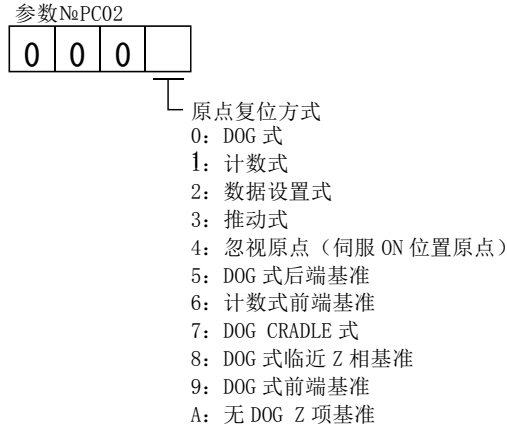 参数№PC02
0 0 0
原点复位方式
0：DOG 式
1：计数式
2：数据设置式
3：推动式
4：忽视原点（伺服 ON 位置原点）
5：DOG 式后端基准
6：计数式前端基准
7：DOG CRADLE 式
8：DOG 式临近 Z 相基准
9：DOG 式前端基准
A：无 DOG Z 项基准